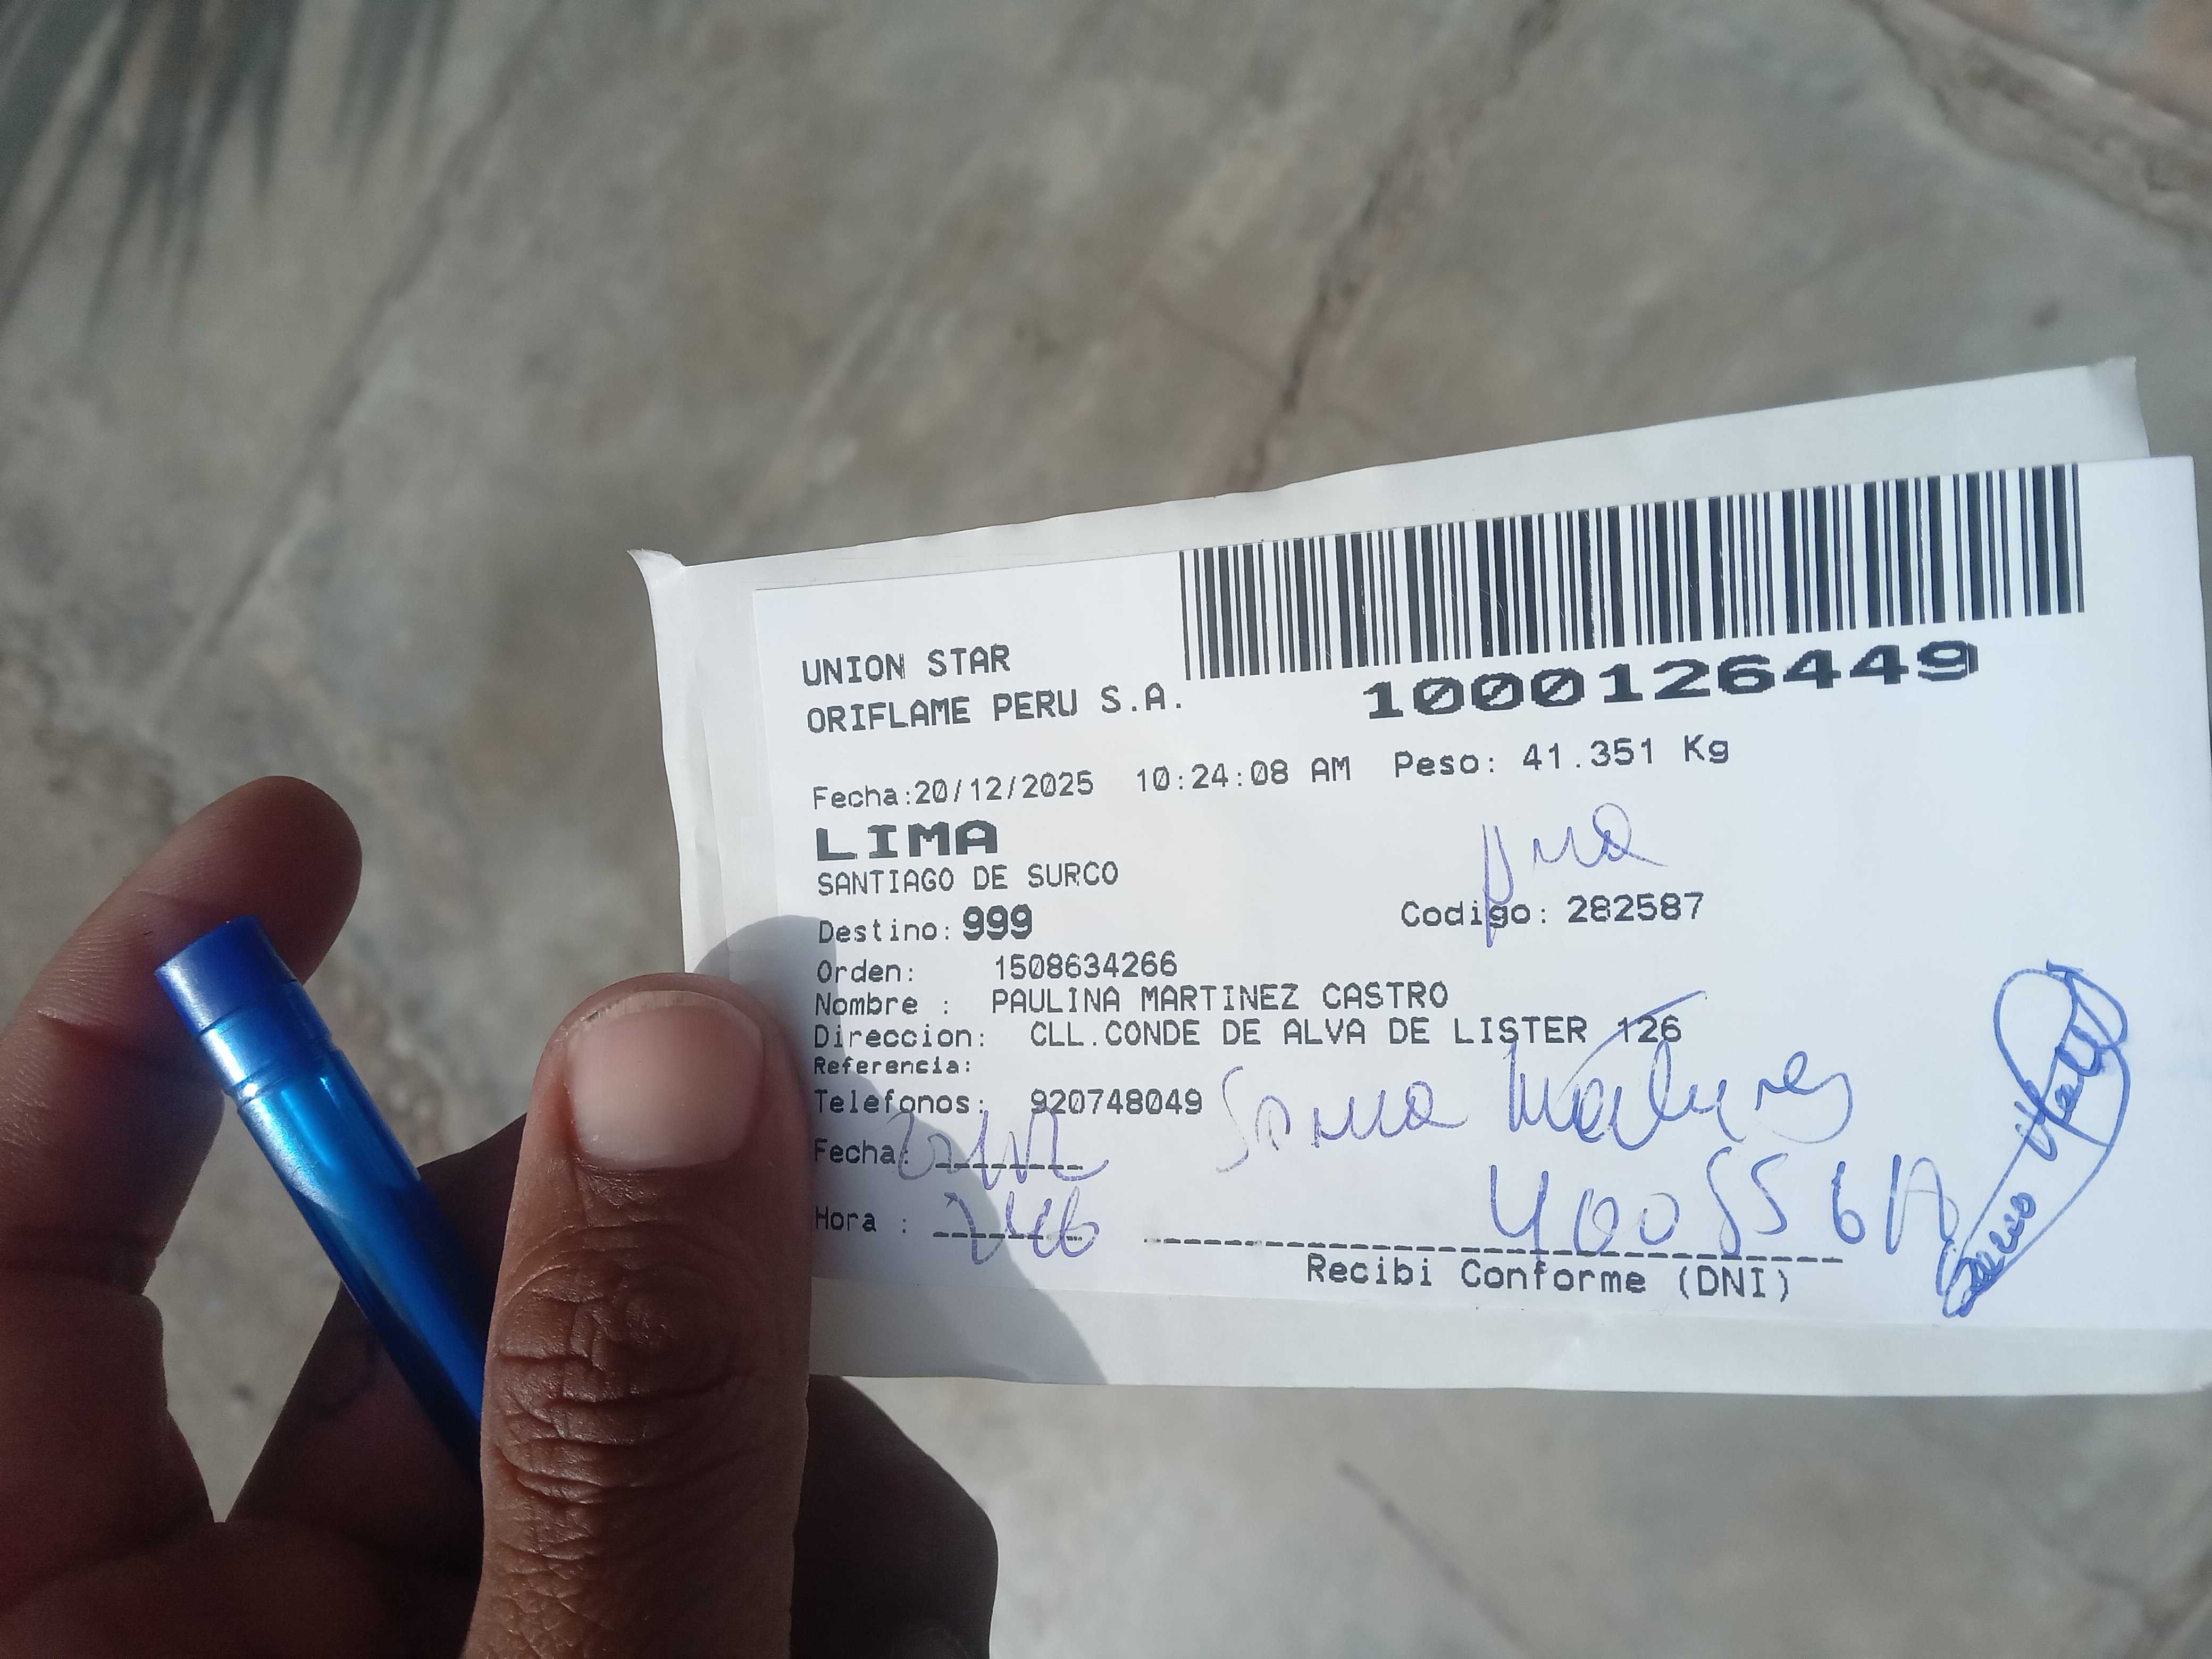 UNION STAR
ORIFLAME PERU S.A.
1000126449
Fecha:20/12/2025 10:24:08 AM Peso: 41.351 Kg
LIMA
SANTIAGO DE SURCO
Destino: 999 Codigo: 282587
Orden: 1508634266
Nombre : PAULINA MARTINEZ CASTRO
Direccion: CLL.CONDE DE ALVA DE LISTER 126
Referencia:
Telefonos: 920748049
Fecha:
Hora :
Recibi Conforme (DNI)